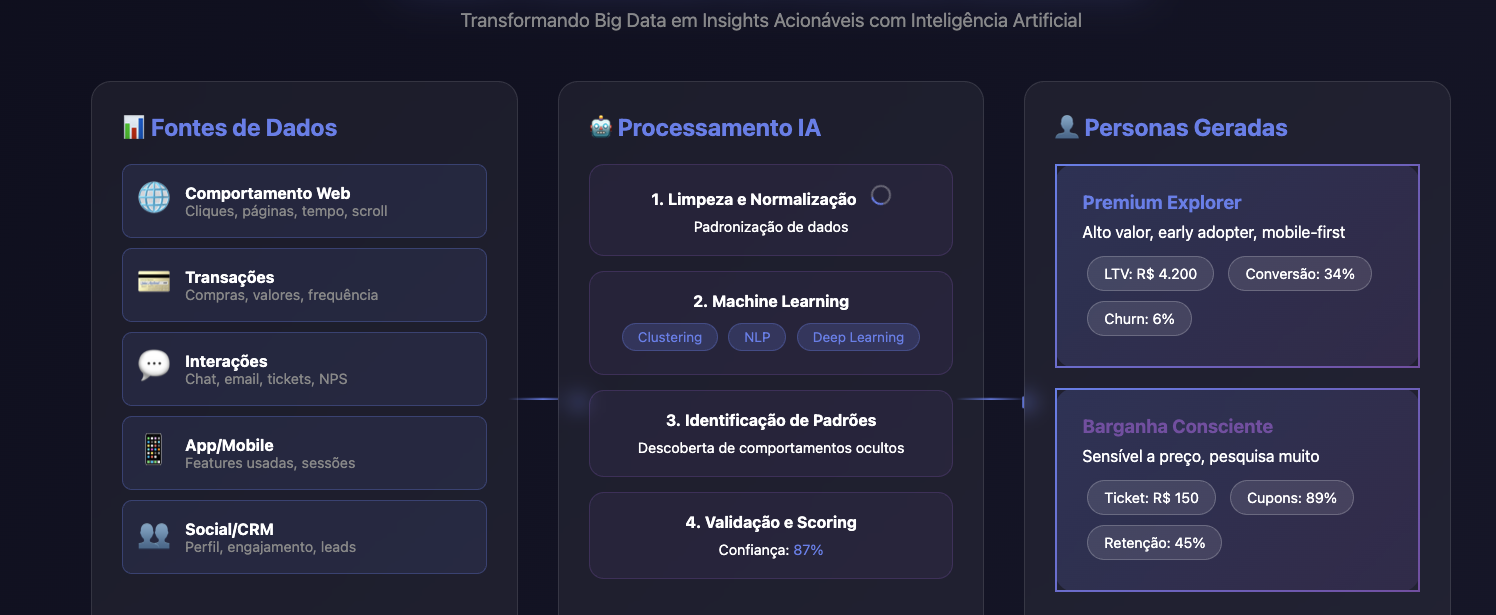 Transformando Big Data em Insights Acionáveis com Inteligência Artificial
Fontes de Dados
Comportamento Web
Cliques, páginas, tempo, scroll
Transações
Compras, valores, frequência
Interações
Chat, email, tickets, NPS
App/Mobile
Features usadas, sessões
Social/CRM
Perfil, engajamento, leads
Processamento IA
1. Limpeza e Normalização
Padronização de dados
2. Machine Learning
Clustering NLP Deep Learning
3. Identificação de Padrões
Descoberta de comportamentos ocultos
4. Validação e Scoring
Confiança: 87%
Personas Geradas
Premium Explorer
Alto valor, early adopter, mobile-first
LTV: R$ 4.200 Conversão: 34%
Churn: 6%
Barganha Consciente
Sensível a preço, pesquisa muito
Ticket: R$ 150 Cupons: 89%
Retenção: 45%